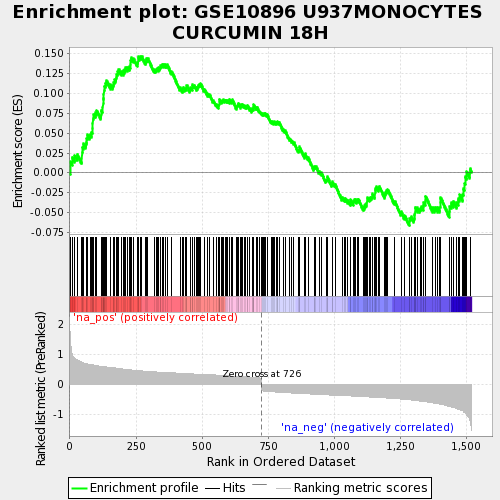 Enrichment plot: GSE10896 U937MONOCYTES
CURCUMIN 18H
Enrichment score (ES)
0.150
0.125
0.100
0.075
0.050
0.025
0.000
-0.025
-0.050
-0.075
'na_pos' (positively correlated)
Ranked list metric (PreRanked)
2
1
0
-1
Zero cross at 726
'na_neg' (negatively correlated)
0
250
500
750
1,000
1,250
1,500
Rank in Ordered Dataset
Enrichment profile
Hits
Ranking metric scores